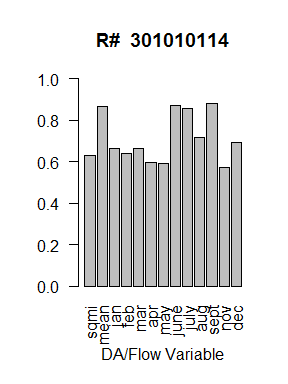 R# 301010114
1.0
0.8
0.6
0.4
0.2
0.0
sqmi
mean
jan
feb
mar
apr
may
june
july
aug
sept
nov
dec
DA/Flow Variable